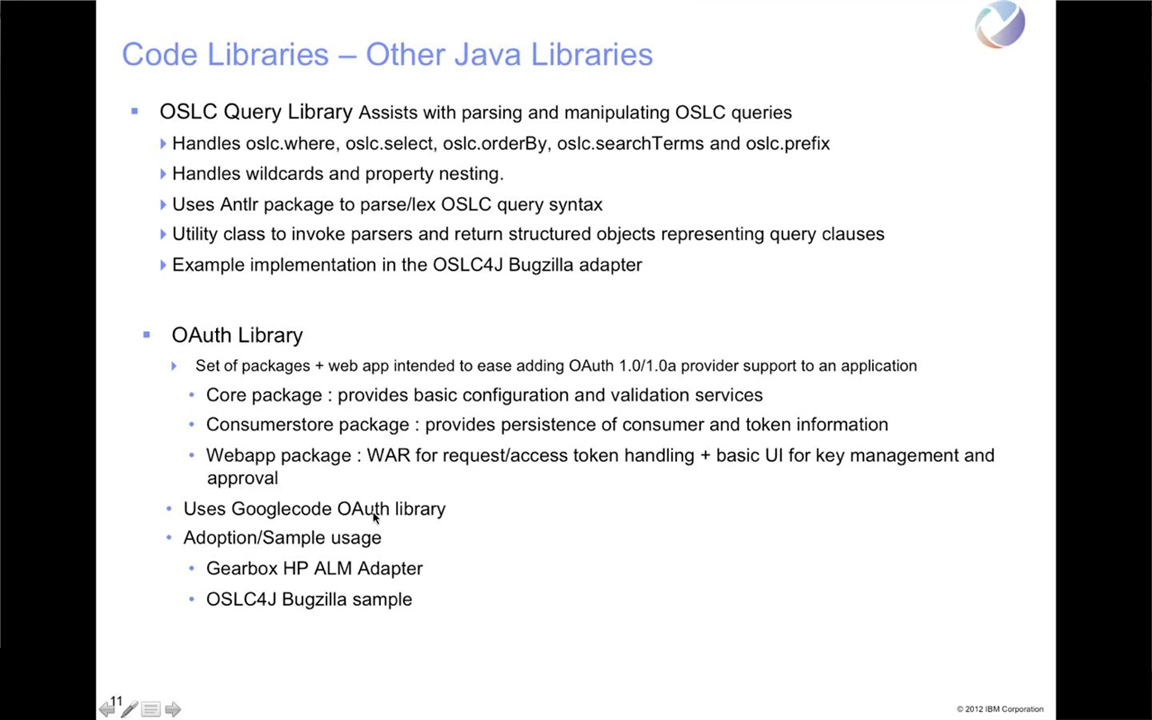 Code Libraries – Other Java Libraries
OSLC Query Library Assists with parsing and manipulating OSLC queries
Handles oslc.where, oslc.select, oslc.orderBy, oslc.searchTerms and oslc.prefix
Handles wildcards and property nesting.
Uses Antlr package to parse/lex OSLC query syntax
Utility class to invoke parsers and return structured objects representing query clauses
Example implementation in the OSLC4J Bugzilla adapter
OAuth Library
Set of packages + web app intended to ease adding OAuth 1.0/1.0a provider support to an application
Core package : provides basic configuration and validation services
Consumerstore package : provides persistence of consumer and token information
Webapp package : WAR for request/access token handling + basic UI for key management and
approval
Uses Googlecode OAuth library
Adoption/Sample usage
Gearbox HP ALM Adapter
OSLC4J Bugzilla sample
11
© 2012 IBM Corporation